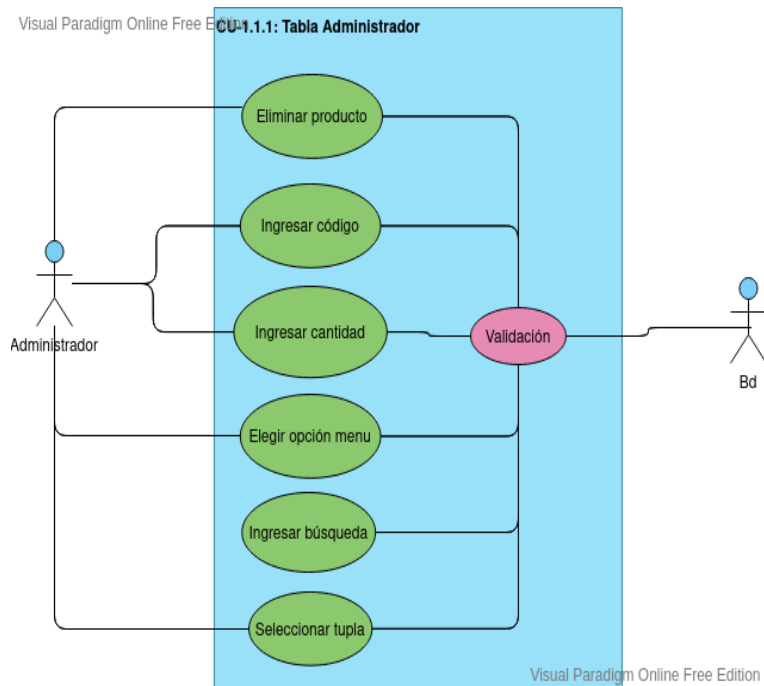 Visual Paradigm Online Free Edition
CU-1.1.1: Tabla Administrador
Eliminar producto
Ingresar código
Ingresar cantidad
Administrador
Validación
Bd
Elegir opción menu
Ingresar búsqueda
Seleccionar tupla
Visual Paradigm Online Free Edition